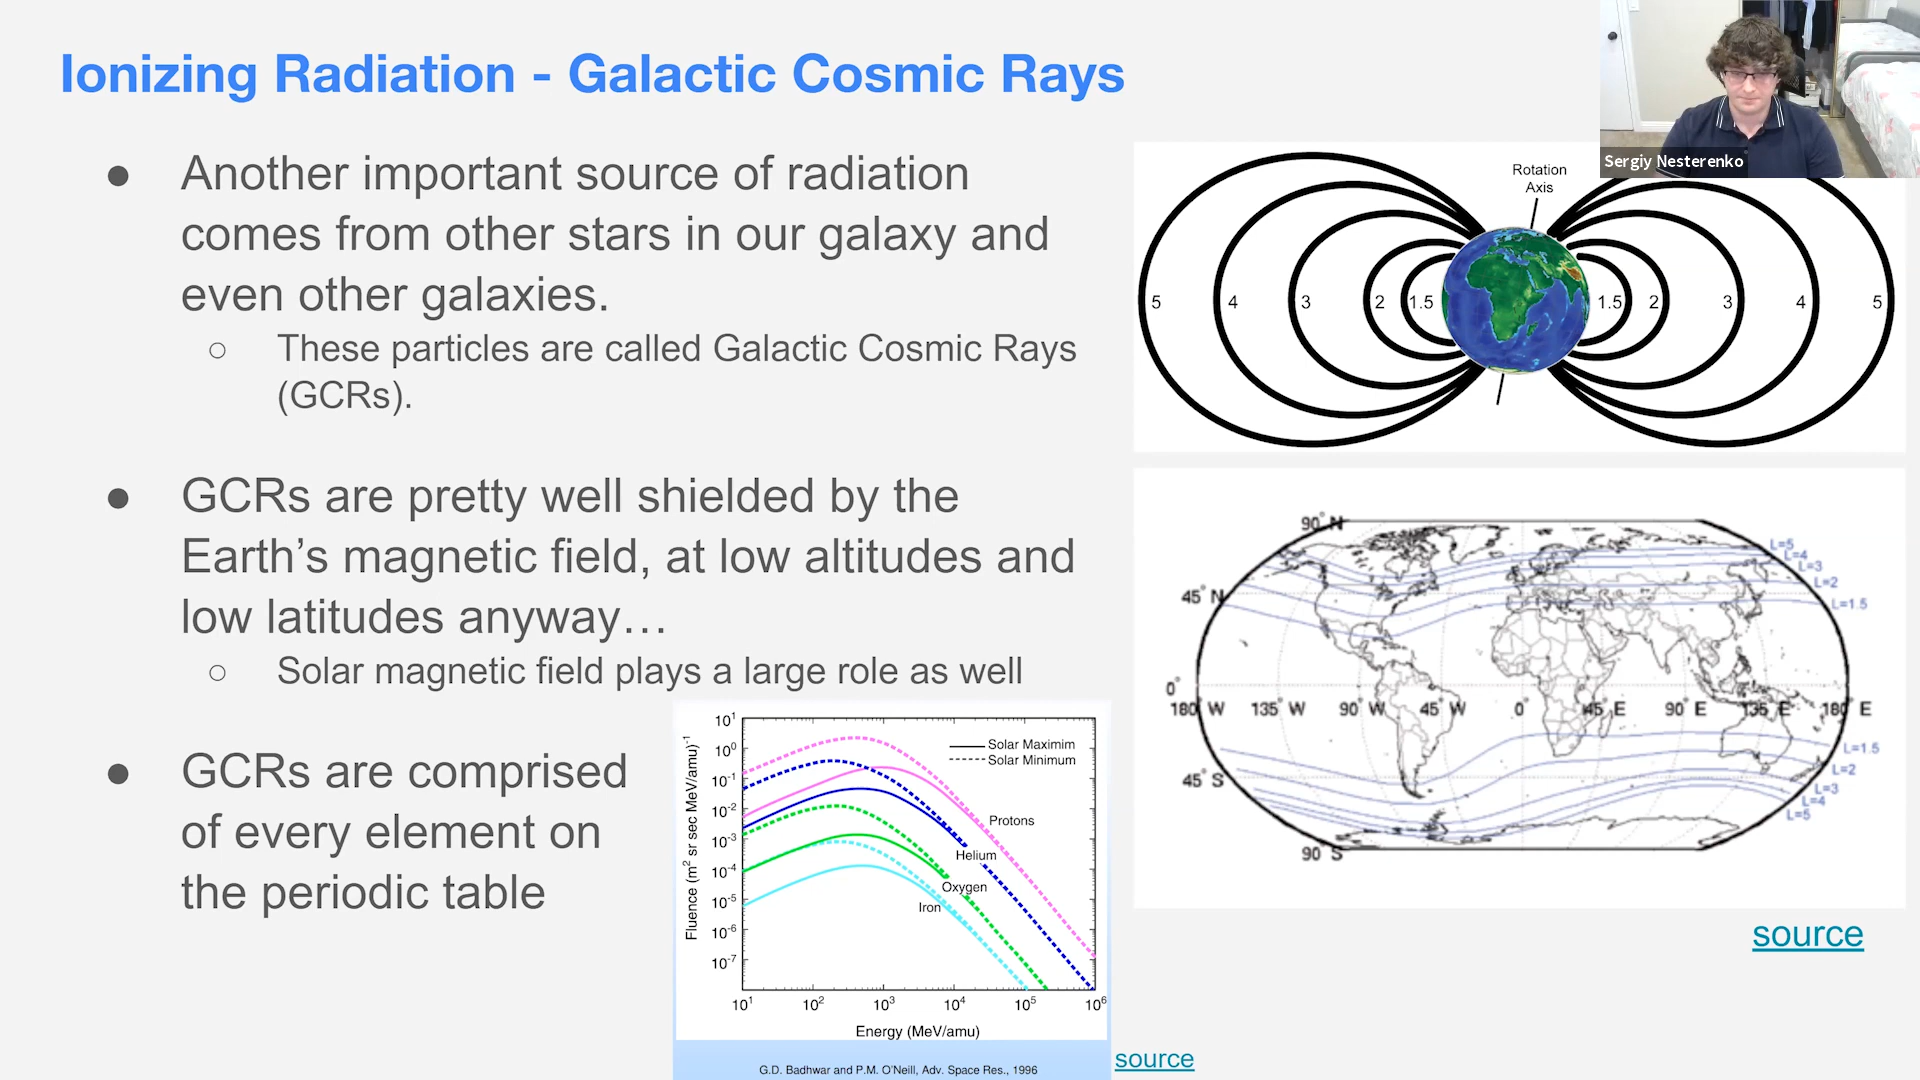 Ionizing Radiation - Galactic Cosmic Rays
Sergiy Nesterenko
● Another important source of radiation
comes from other stars in our galaxy and
even other galaxies.
○ These particles are called Galactic Cosmic Rays
(GCRs).
● GCRs are pretty well shielded by the
Earth’s magnetic field, at low altitudes and
low latitudes anyway…
○ Solar magnetic field plays a large role as well
● GCRs are comprised
of every element on
the periodic table
Rotation
Axis
5 4 3 2 1.5 1.5 2 3 4 5
90° N
L=5
L=4
L=3
L=2
45° N
L=1.5
0°
180° W 135° W 90° W 45° W 0° 45° E 90° E 135° E 180° E
L=1.5
L=2
45° S
L=3
L=4
L=5
90° S
source
Fluence (m² sr sec MeV/amu)⁻¹
10¹
10⁰
10⁻¹
10⁻²
10⁻³
10⁻⁴
10⁻⁵
10⁻⁶
10⁻⁷
Solar Maximim
Solar Minimum
Protons
Helium
Oxygen
Iron
10¹ 10² 10³ 10⁴ 10⁵ 10⁶
Energy (MeV/amu)
G.D. Badhwar and P.M. O'Neill, Adv. Space Res., 1996
source